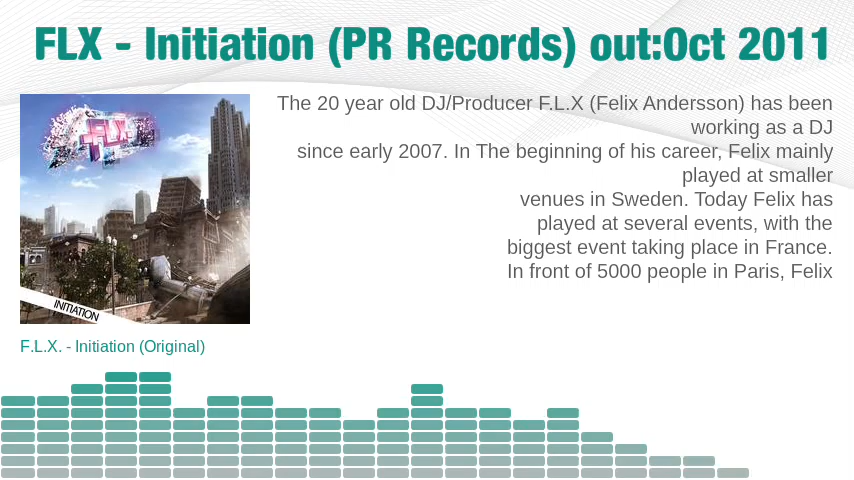 FLX - Initiation (PR Records) out:Oct 2011
The 20 year old DJ/Producer F.L.X (Felix Andersson) has been
working as a DJ
since early 2007. In The beginning of his career, Felix mainly
played at smaller
venues in Sweden. Today Felix has
played at several events, with the
biggest event taking place in France.
In front of 5000 people in Paris, Felix
FLX
INITIATION
F.L.X. - Initiation (Original)